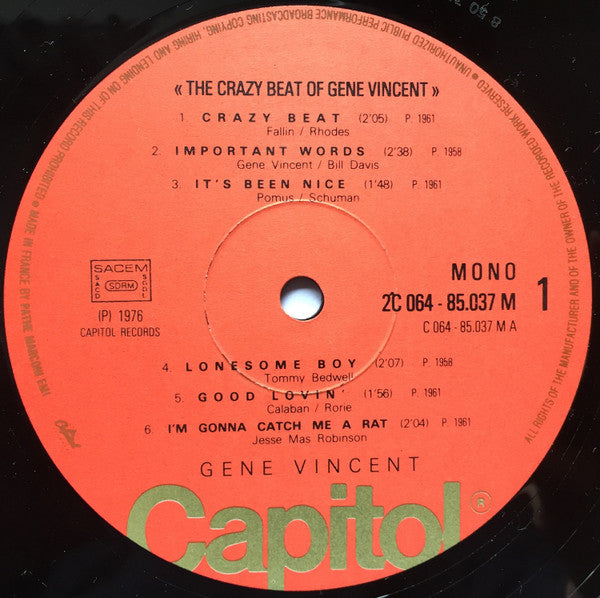 UNAUTHORIZED PUBLIC PERFORMANCE BROADCASTING COPYING, HIRING AND LENDING ON OF THIS RECORD PROHIBITED ● MADE IN FRANCE BY PATHE MARCONI EMI
« THE CRAZY BEAT OF GENE VINCENT »
1. CRAZY BEAT (2'05) P. 1961
Fallin / Rhodes
2. IMPORTANT WORDS (2'38) P. 1958
Gene Vincent / Bill Davis
3. IT'S BEEN NICE (1'48) P. 1961
Pomus / Schuman
SACEM
SACD SDRM SGDL
(P) 1976
CAPITOL RECORDS
MONO
2C 064 - 85.037 M 1
C 064 - 85.037 M A
4. LONESOME BOY (2'07) P. 1958
Tommy Bedwell
5. GOOD LOVIN' (1'56) P. 1961
Calaban / Rorie
6. I'M GONNA CATCH ME A RAT (2'04) P. 1961
Jesse Mas Robinson
GENE VINCENT
Capitol ®
Capitol
ALL RIGHTS OF THE MANUFACTURER AND OF THE OWNER OF THE RECORDED WORK RESERVED ●